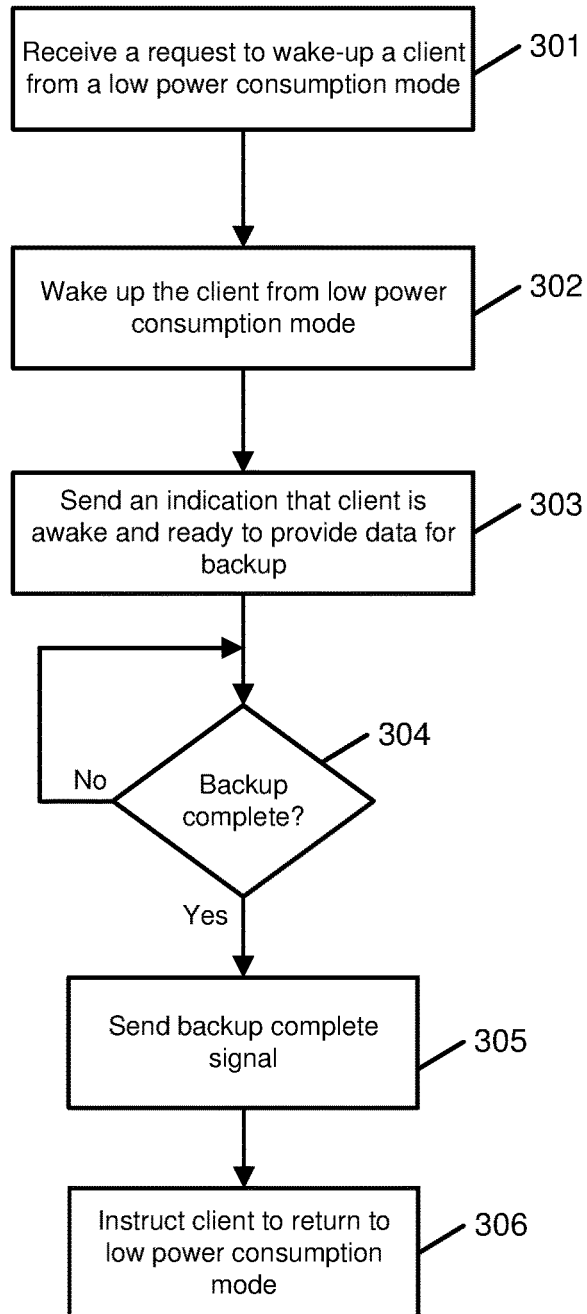 Receive a request to wake-up a client
from a low power consumption mode
301
Wake up the client from low power
consumption mode
302
Send an indication that client is
awake and ready to provide data for
backup
303
304
No
Backup
complete?
Yes
Send backup complete
signal
305
Instruct client to return to
low power consumption
mode
306